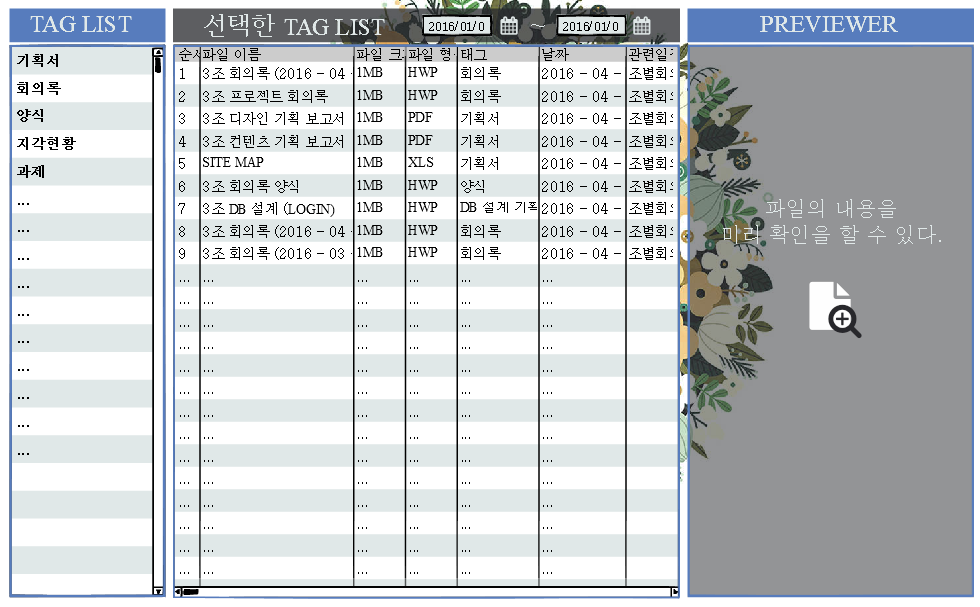 TAG LIST
기획서
회의록
양식
지각현황
과제
...
...
...
...
...
...
...
...
...
...
선택한 TAG LIST 2016/01/0 ~ 2016/01/0
순서 파일 이름 파일 크 파일 형 태그 날짜 관련일
1 3조 회의록 (2016 - 04 - 1MB HWP 회의록 2016 - 04 - 조별회의
2 3조 프로젝트 회의록 1MB HWP 회의록 2016 - 04 - 조별회의
3 3조 디자인 기획 보고서 1MB PDF 기획서 2016 - 04 - 조별회의
4 3조 컨텐츠 기획 보고서 1MB PDF 기획서 2016 - 04 - 조별회의
5 SITE MAP 1MB XLS 기획서 2016 - 04 - 조별회의
6 3조 회의록 양식 1MB HWP 양식 2016 - 04 - 조별회의
7 3조 DB 설계 (LOGIN) 1MB HWP DB 설계 기획 2016 - 04 - 조별회의
8 3조 회의록 (2016 - 04 - 1MB HWP 회의록 2016 - 04 - 조별회의
9 3조 회의록 (2016 - 03 - 1MB HWP 회의록 2016 - 04 - 조별회의
... ... ... ... ... ...
... ... ... ... ... ...
... ... ... ... ... ...
... ... ... ... ... ...
... ... ... ... ... ...
... ... ... ... ... ...
... ... ... ... ... ...
... ... ... ... ... ...
... ... ... ... ... ...
... ... ... ... ... ...
... ... ... ... ... ...
... ... ... ... ... ...
... ... ... ... ... ...
... ... ... ... ... ...
PREVIEWER
파일의 내용을
미리 확인을 할 수 있다.